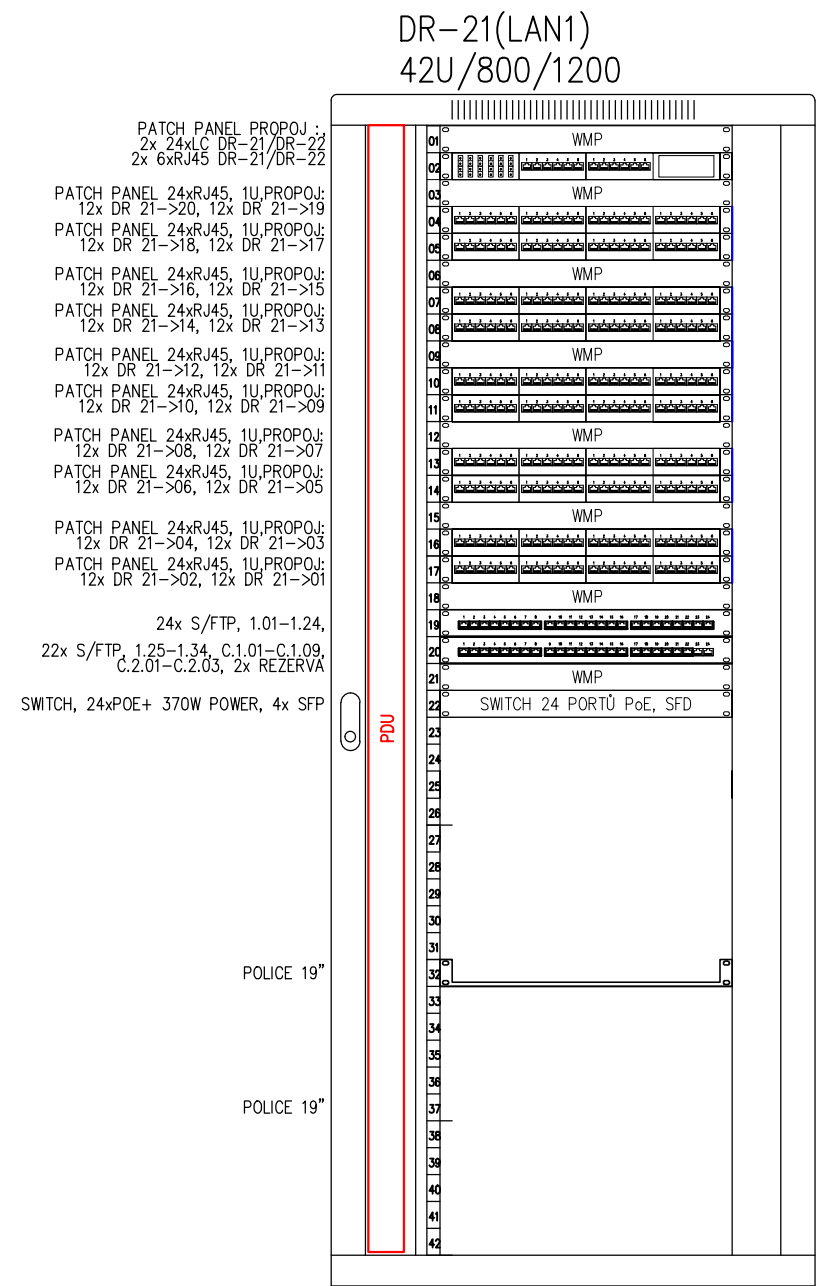 DR-21(LAN1)
42U/800/1200
PATCH PANEL PROPOJ :,
2x 24xLC DR-21/DR-22
2x 6xRJ45 DR-21/DR-22
PATCH PANEL 24xRJ45, 1U,PROPOJ:
12x DR 21->20, 12x DR 21->19
PATCH PANEL 24xRJ45, 1U,PROPOJ:
12x DR 21->18, 12x DR 21->17
PATCH PANEL 24xRJ45, 1U,PROPOJ:
12x DR 21->16, 12x DR 21->15
PATCH PANEL 24xRJ45, 1U,PROPOJ:
12x DR 21->14, 12x DR 21->13
PATCH PANEL 24xRJ45, 1U,PROPOJ:
12x DR 21->12, 12x DR 21->11
PATCH PANEL 24xRJ45, 1U,PROPOJ:
12x DR 21->10, 12x DR 21->09
PATCH PANEL 24xRJ45, 1U,PROPOJ:
12x DR 21->08, 12x DR 21->07
PATCH PANEL 24xRJ45, 1U,PROPOJ:
12x DR 21->06, 12x DR 21->05
PATCH PANEL 24xRJ45, 1U,PROPOJ:
12x DR 21->04, 12x DR 21->03
PATCH PANEL 24xRJ45, 1U,PROPOJ:
12x DR 21->02, 12x DR 21->01
24x S/FTP, 1.01-1.24,
22x S/FTP, 1.25-1.34, C.1.01-C.1.09,
C.2.01-C.2.03, 2x REZERVA
SWITCH, 24xPOE+ 370W POWER, 4x SFP
POLICE 19"
POLICE 19"
PDU
01 WMP
02
03 WMP
04
05
06 WMP
07
08
09 WMP
10
11
12 WMP
13
14
15 WMP
16
17
18 WMP
19
20
21 WMP
22 SWITCH 24 PORTŮ PoE, SFD
23
24
25
26
27
28
29
30
31
32
33
34
35
36
37
38
39
40
41
42